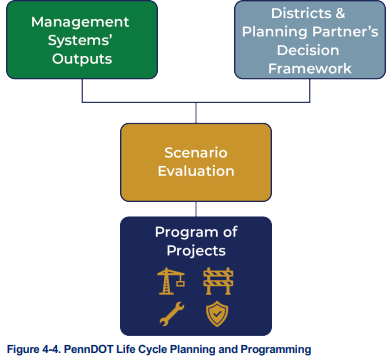 Management
Systems'
Outputs
Districts &
Planning Partner's
Decision
Framework
Scenario
Evaluation
Program of
Projects
Figure 4-4. PennDOT Life Cycle Planning and Programming